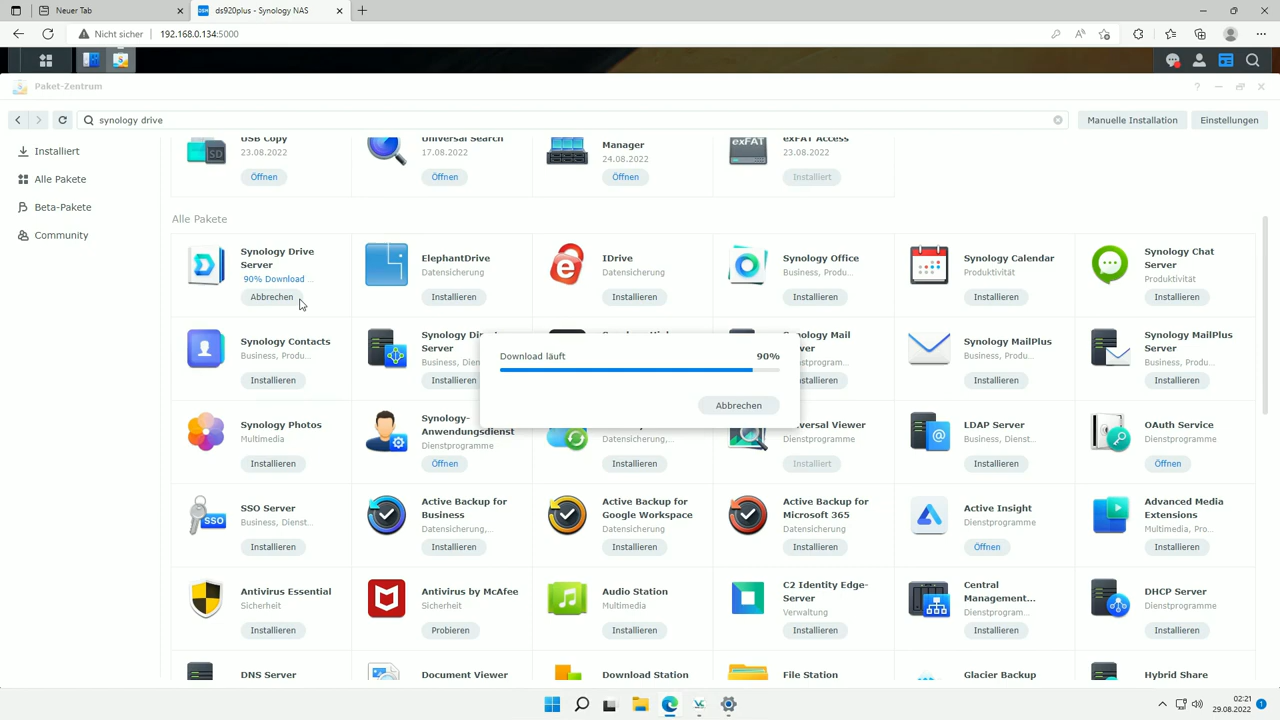 Neuer Tab
ds920plus - Synology NAS
Nicht sicher
192.168.0.134:5000
Paket-Zentrum
synology drive
Manuelle Installation
Einstellungen
Installiert
Alle Pakete
Beta-Pakete
Community
USB Copy
23.08.2022
Öffnen
Universal Search
17.08.2022
Öffnen
Manager
24.08.2022
Öffnen
exFAT Access
23.08.2022
Installiert
Alle Pakete
Synology Drive
Server
90% Download ...
Abbrechen
ElephantDrive
Datensicherung
Installieren
IDrive
Datensicherung
Installieren
Synology Office
Business, Produ...
Installieren
Synology Calendar
Produktivität
Installieren
Synology Chat
Server
Produktivität
Installieren
Synology Contacts
Business, Produ...
Installieren
Server
Business, Dien
Installieren
Synology Mail
erver
enstprogram...
stallieren
Synology MailPlus
Business, Produ...
Installieren
Synology MailPlus
Server
Business, Produ...
Installieren
Download läuft
90%
Abbrechen
Synology Photos
Multimedia
Installieren
Synology-
Anwendungsdienst
Dienstprogramme
Öffnen
Datensicherung,...
Installieren
ersal Viewer
Dienstprogramme
Installiert
LDAP Server
Business, Dienst...
Installieren
OAuth Service
Dienstprogramme
Öffnen
SSO
SSO Server
Business, Dienst...
Installieren
Active Backup for
Business
Datensicherung,...
Installieren
Active Backup for
Google Workspace
Datensicherung
Installieren
Active Backup for
Microsoft 365
Datensicherung
Installieren
Active Insight
Dienstprogramme
Öffnen
Advanced Media
Extensions
Multimedia, Pro...
Installieren
Antivirus Essential
Sicherheit
Installieren
Antivirus by McAfee
Sicherheit
Probieren
Audio Station
Multimedia
Installieren
C2 Identity Edge-
Server
Verwaltung
Installieren
Central
Management...
Dienstprogram...
Installieren
DHCP Server
Dienstprogramme
Installieren
DNS Server
Document Viewer
Download Station
File Station
Glacier Backup
Hybrid Share
02:21
29.08.2022